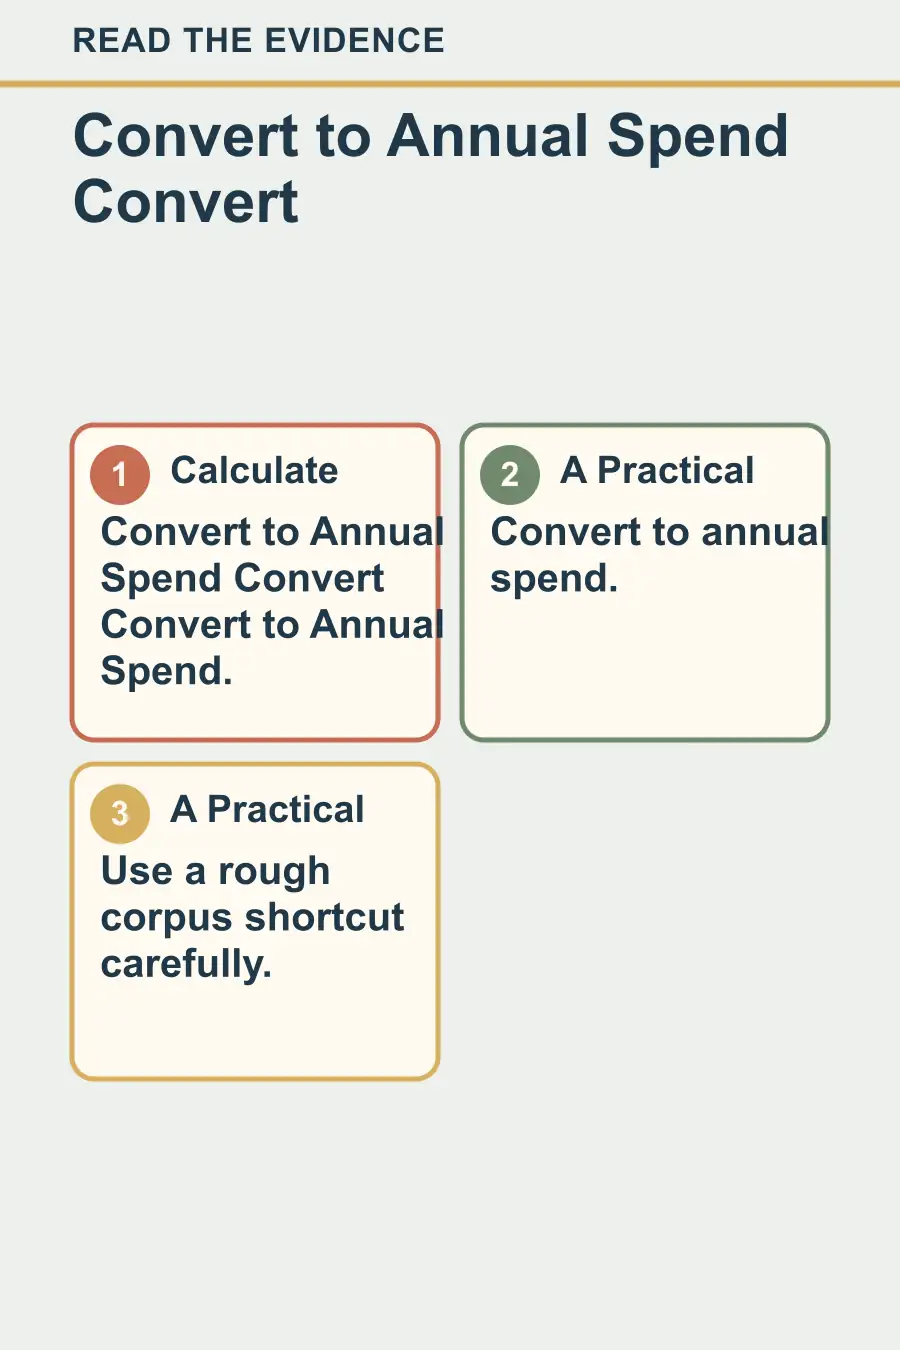 READ THE EVIDENCE
Convert to Annual Spend
Convert
1 Calculate
Convert to Annual
Spend Convert
Convert to Annual
Spend.
2 A Practical
Convert to annual
spend.
3 A Practical
Use a rough
corpus shortcut
carefully.